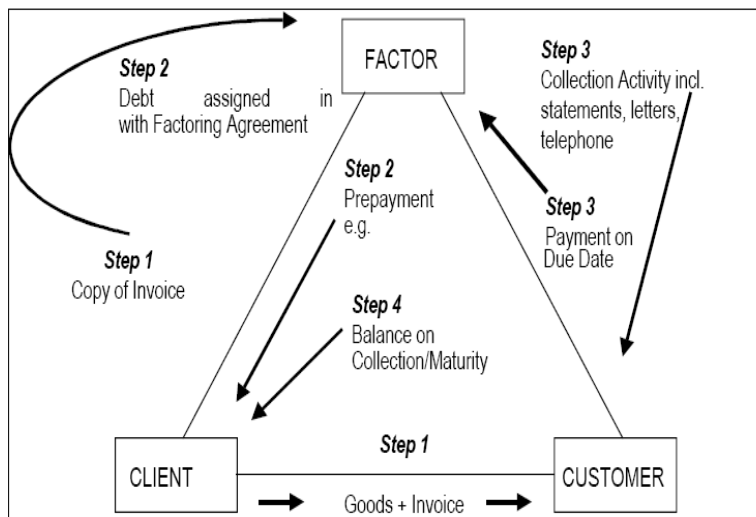 FACTOR
Step 2
Debt assigned in
with Factoring Agreement
Step 3
Collection Activity incl.
statements, letters,
telephone
Step 2
Prepayment
e.g.
Step 3
Payment on
Due Date
Step 1
Copy of Invoice
Step 4
Balance on
Collection/Maturity
CLIENT
Step 1
Goods + Invoice
CUSTOMER